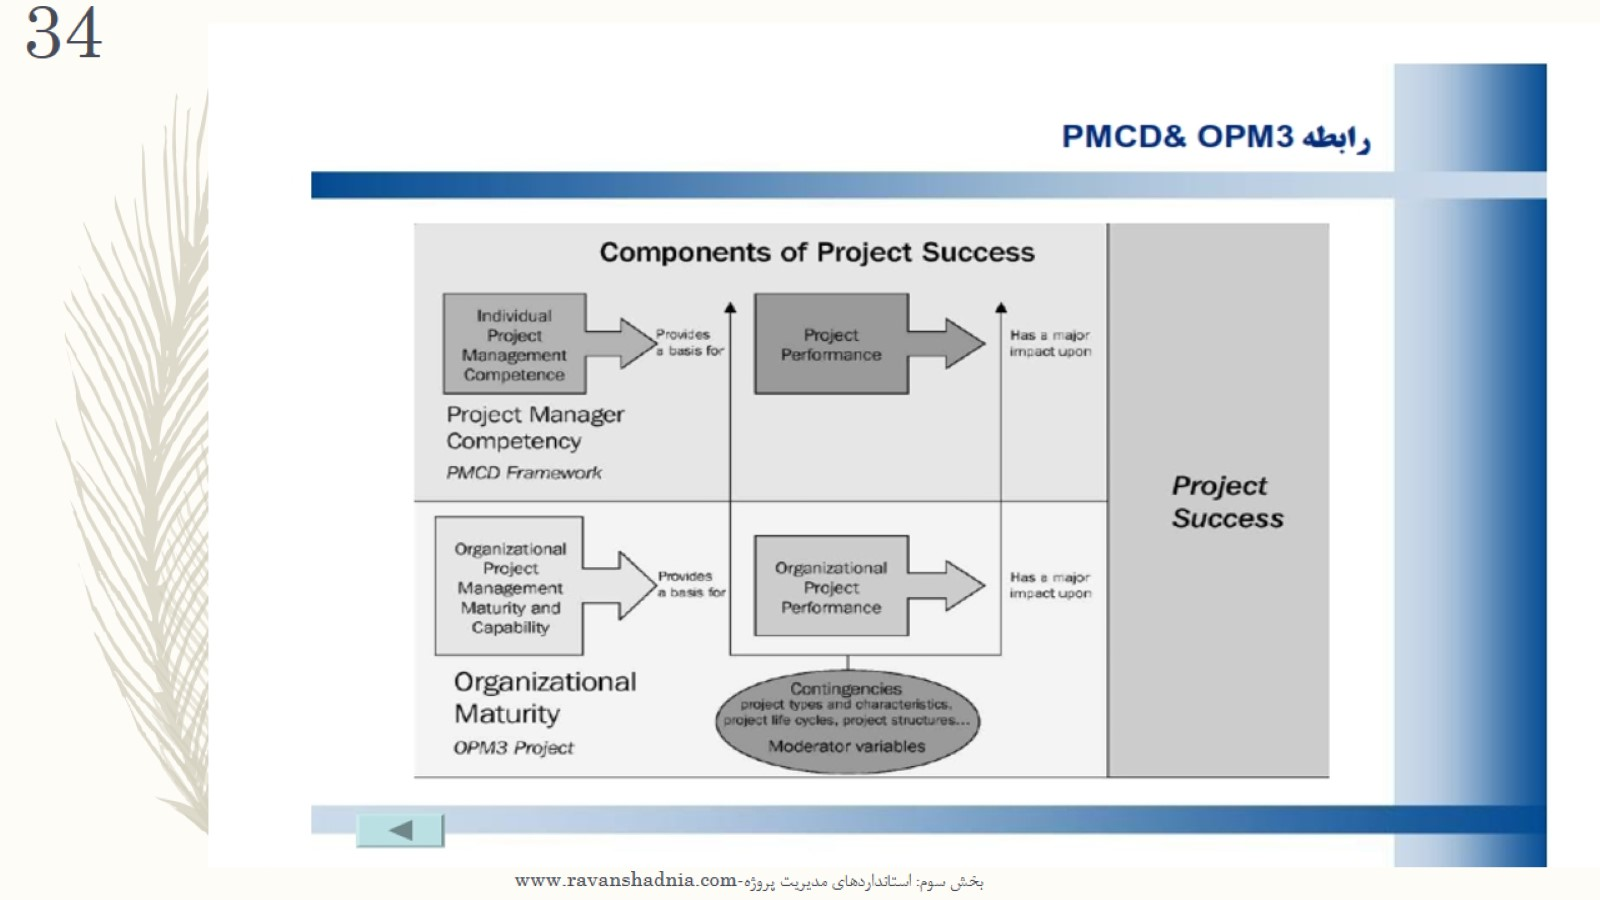 34
رابطه PMCD& OPM3
Components of Project Success
Individual
Project
Management
Competence
Provides
a basis for
Project
Performance
Has a major
impact upon
Project Manager
Competency
PMCD Framework
Organizational
Project
Management
Maturity and
Capability
Provides
a basis for
Organizational
Project
Performance
Has a major
impact upon
Organizational
Maturity
OPM3 Project
Contingencies
project types and characteristics,
project life cycles, project structures...
Moderator variables
Project
Success
بخش سوم: استانداردهای مدیریت پروژه-www.ravanshadnia.com